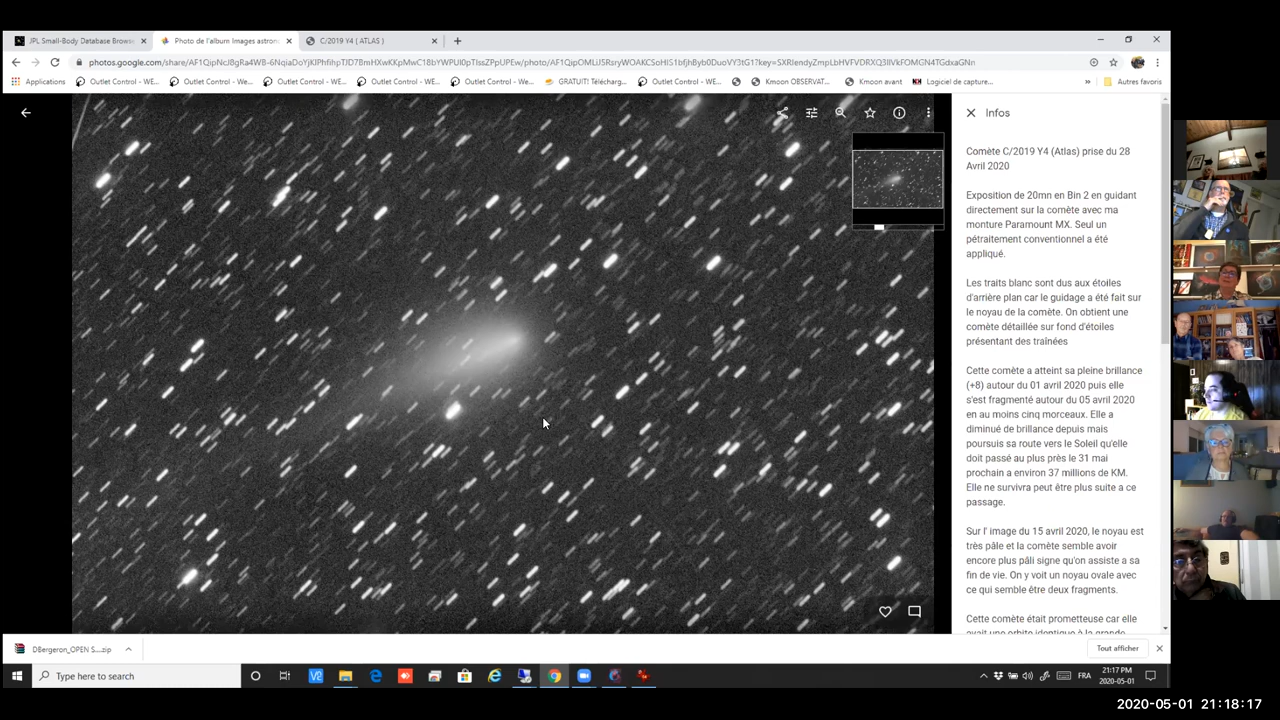 JPL Small-Body Database Browse
Photo de l'album Images astron
C/2019 Y4 ( ATLAS )
Applications
Outlet Control - WE...
Outlet Control - WE...
Outlet Control - WE...
Outlet Control - WE...
Outlet Control - WE...
GRATUIT! Télécharg...
Outlet Control - WE...
Kmoon OBSERVAT...
Kmoon avant
Logiciel de capture...
»
Autres favoris
Infos
Comète C/2019 Y4 (Atlas) prise du 28
Avril 2020
Exposition de 20mn en Bin 2 en guidant
directement sur la comète avec ma
monture Paramount MX. Seul un
pétraitement conventionel a été
appliqué.
Les traits blanc sont dus aux étoiles
d'arrière plan car le guidage a été fait sur
le noyau de la comète. On obtient une
comète détaillée sur fond d'étoiles
présentant des traînées
Cette comète a atteint sa pleine brillance
(+8) autour du 01 avril 2020 puis elle
s'est fragmenté autour du 05 avril 2020
en au moins cinq morceaux. Elle a
diminué de brillance depuis mais
poursuis sa route vers le Soleil qu'elle
doit passé au plus près le 31 mai
prochain a environ 37 millions de KM.
Elle ne survivra peut être plus suite a ce
passage.
Sur l' image du 15 avril 2020, le noyau est
très pâle et la comète semble avoir
encore plus pâli signe qu'on assiste a sa
fin de vie. On y voit un noyau ovale avec
ce qui semble être deux fragments.
Cette comète était prometteuse car elle
avait une orbite identique à la grande
DBergeron_OPEN S....zip
Tout afficher
Type here to search
FRA
21:17 PM
2020-05-01
2020-05-01 21:18:17